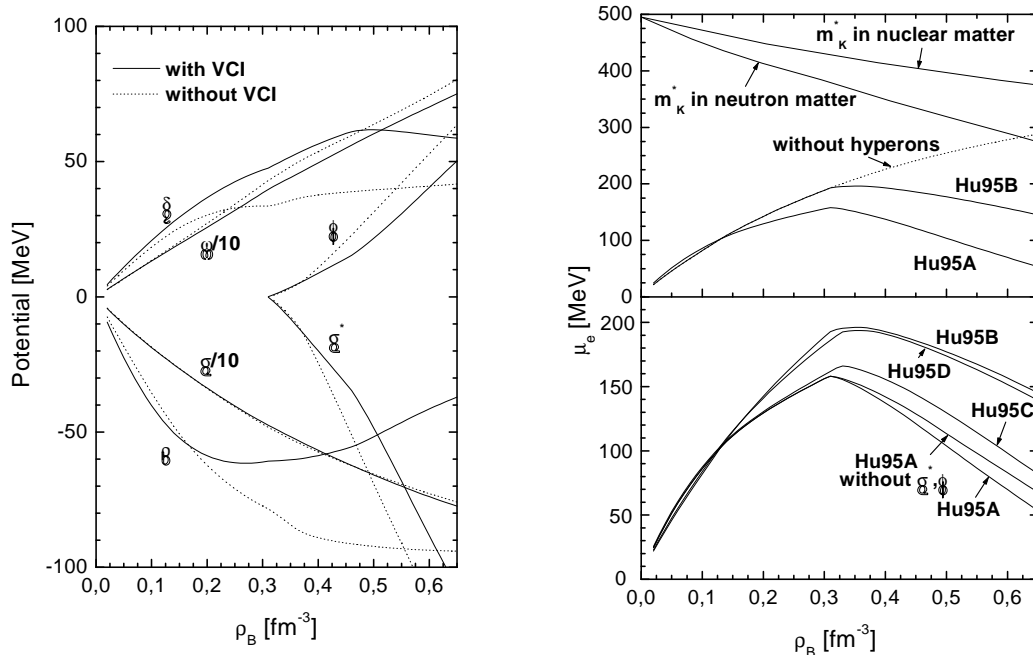 100
50
0
-50
-100
Potential [MeV]
with VCI
without VCI
δ
ω/10
ϕ
σ/10
σ*
ρ
0,0 0,1 0,2 0,3 0,4 0,5 0,6
ρB [fm-3]
500
400
300
200
100
0
m*K in nuclear matter
m*K in neutron matter
without hyperons
Hu95B
Hu95A
μe [MeV]
200
150
100
50
0
Hu95B
Hu95D
Hu95C
Hu95A
without σ*,ϕ
Hu95A
0,0 0,1 0,2 0,3 0,4 0,5 0,6
ρB [fm-3]